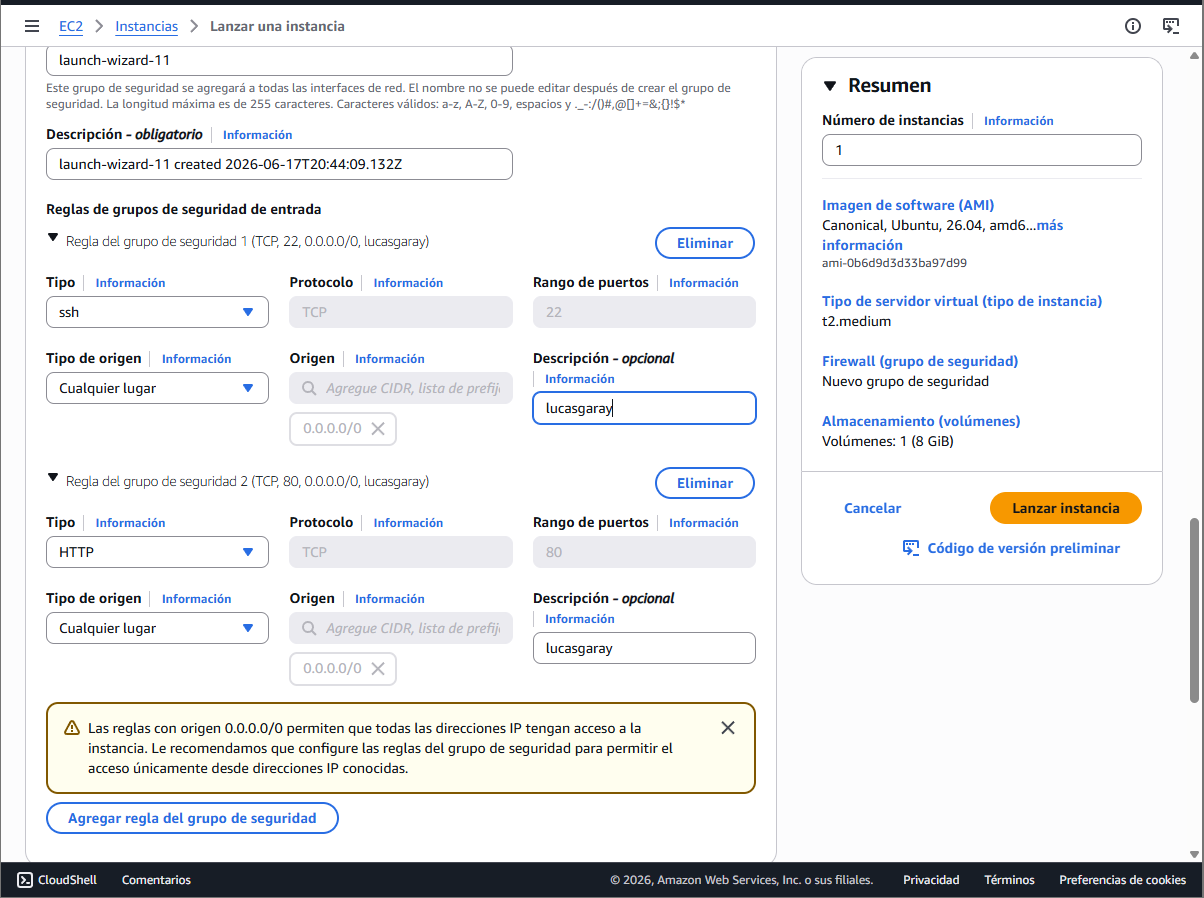 EC2 > Instancias > Lanzar una instancia
launch-wizard-11
Este grupo de seguridad se agregará a todas las interfaces de red. El nombre no se puede editar después de crear el grupo de
seguridad. La longitud máxima es de 255 caracteres. Caracteres válidos: a-z, A-Z, 0-9, espacios y ._-:/()#,@[]+=&;{}!$*
Descripción - obligatorio Información
launch-wizard-11 created 2026-06-17T20:44:09.132Z
Reglas de grupos de seguridad de entrada
Regla del grupo de seguridad 1 (TCP, 22, 0.0.0.0/0, lucasgaray)
Eliminar
Tipo Información Protocolo Información Rango de puertos Información
ssh TCP 22
Tipo de origen Información Origen Información Descripción - opcional
Información
Cualquier lugar Agregue CIDR, lista de prefij
lucasgaray
0.0.0.0/0
Regla del grupo de seguridad 2 (TCP, 80, 0.0.0.0/0, lucasgaray)
Eliminar
Tipo Información Protocolo Información Rango de puertos Información
HTTP TCP 80
Tipo de origen Información Origen Información Descripción - opcional
Información
Cualquier lugar Agregue CIDR, lista de prefij
lucasgaray
0.0.0.0/0
Las reglas con origen 0.0.0.0/0 permiten que todas las direcciones IP tengan acceso a la
instancia. Le recomendamos que configure las reglas del grupo de seguridad para permitir el
acceso únicamente desde direcciones IP conocidas.
Agregar regla del grupo de seguridad
Resumen
Número de instancias Información
1
Imagen de software (AMI)
Canonical, Ubuntu, 26.04, amd6...más
información
ami-0b6d9d3d33ba97d99
Tipo de servidor virtual (tipo de instancia)
t2.medium
Firewall (grupo de seguridad)
Nuevo grupo de seguridad
Almacenamiento (volúmenes)
Volúmenes: 1 (8 GiB)
Cancelar Lanzar instancia
Código de versión preliminar
CloudShell Comentarios © 2026, Amazon Web Services, Inc. o sus filiales. Privacidad Términos Preferencias de cookies